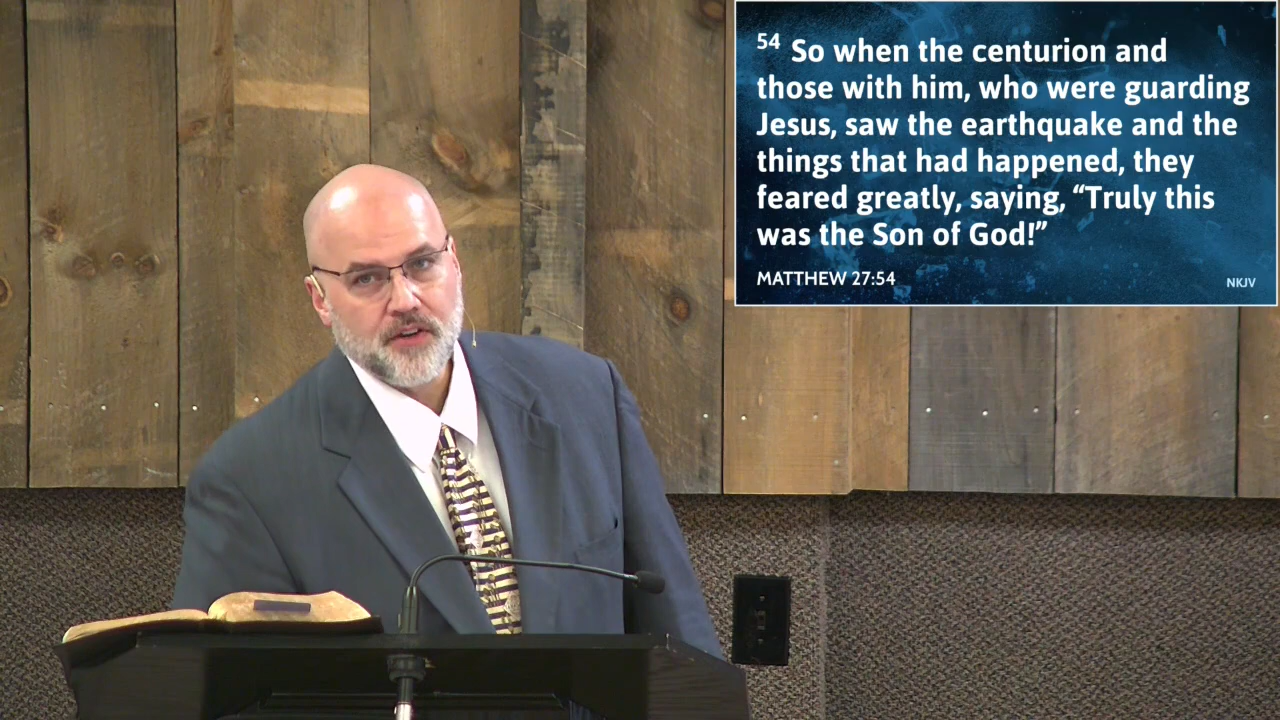 54 So when the centurion and
those with him, who were guarding
Jesus, saw the earthquake and the
things that had happened, they
feared greatly, saying, “Truly this
was the Son of God!”
MATTHEW 27:54
NKJV